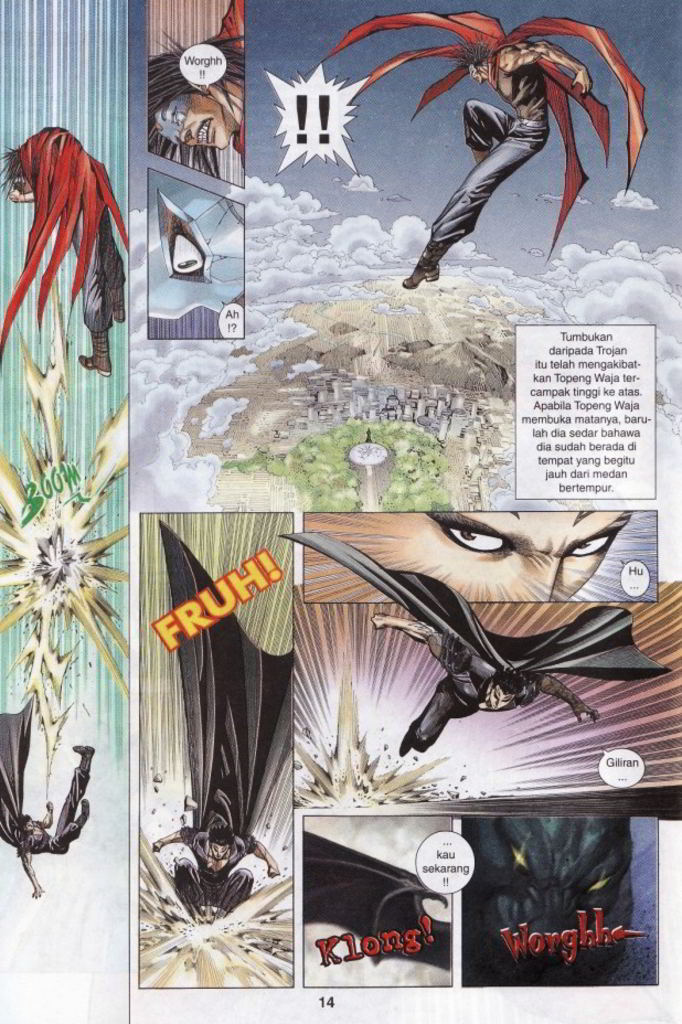 Worghh
!!
!!
Ah
!?
Tumbukan
daripada Trojan
itu telah mengakibat-
kan Topeng Waja ter-
campak tinggi ke atas.
Apabila Topeng Waja
membuka matanya, baru-
lah dia sedar bahawa
dia sudah berada di
tempat yang begitu
jauh dari medan
bertempur.
BOOM
FRUH!
Hu
...
Giliran
...
...
kau
sekarang
!!
Klong!
Worghh
14